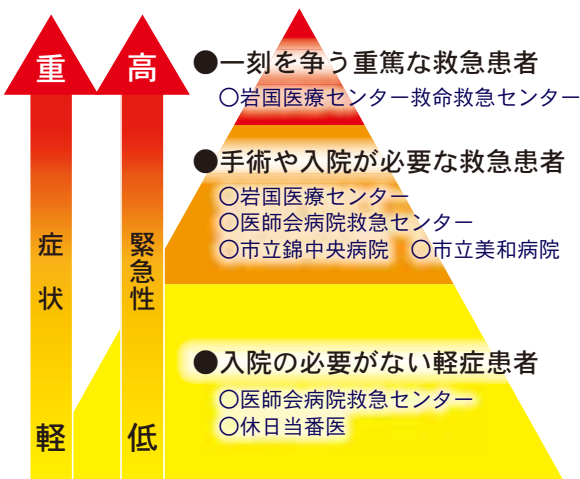 重
高
●一刻を争う重篤な救急患者
○岩国医療センター救命救急センター
●手術や入院が必要な救急患者
○岩国医療センター
○医師会病院救急センター
○市立錦中央病院　○市立美和病院
症状
緊急性
●入院の必要がない軽症患者
○医師会病院救急センター
○休日当番医
軽
低